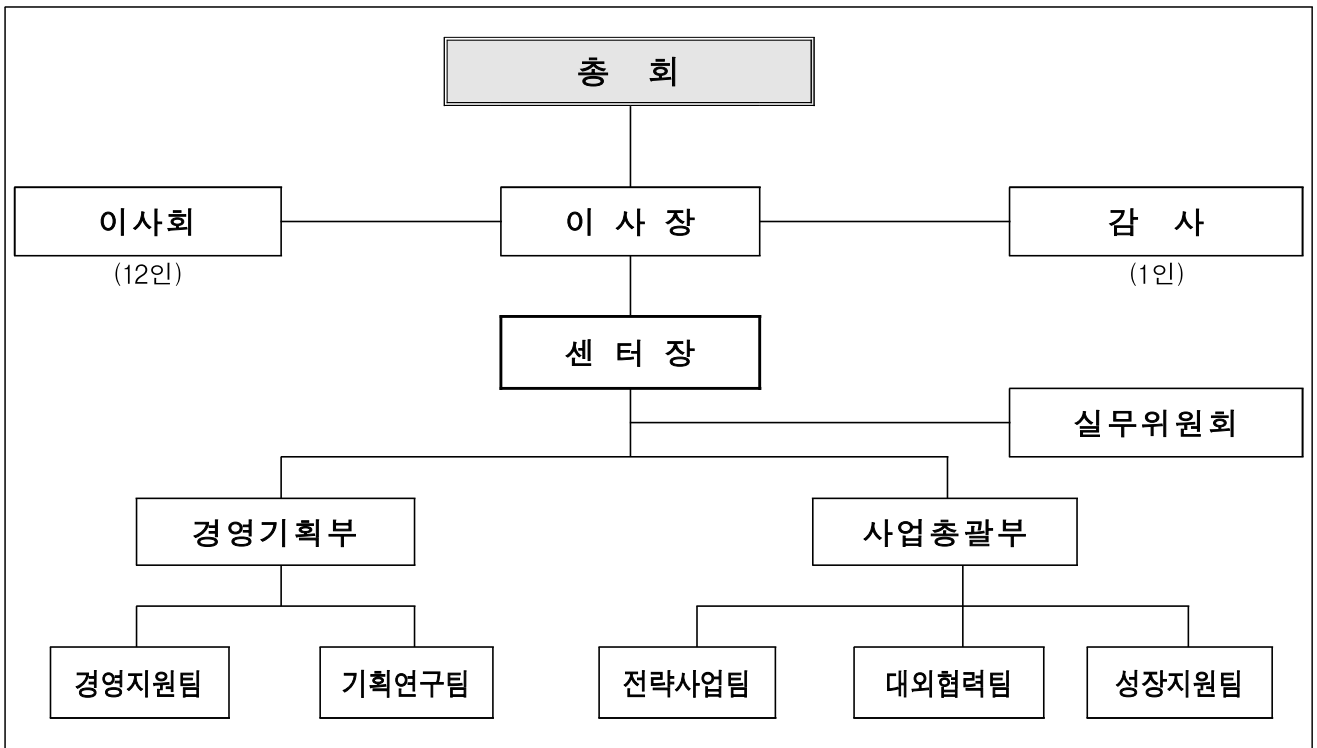 총 회
이사회
이 사 장
감 사
(12인)
(1인)
센 터 장
실무위원회
경영기획부
사업총괄부
경영지원팀
기획연구팀
전략사업팀
대외협력팀
성장지원팀